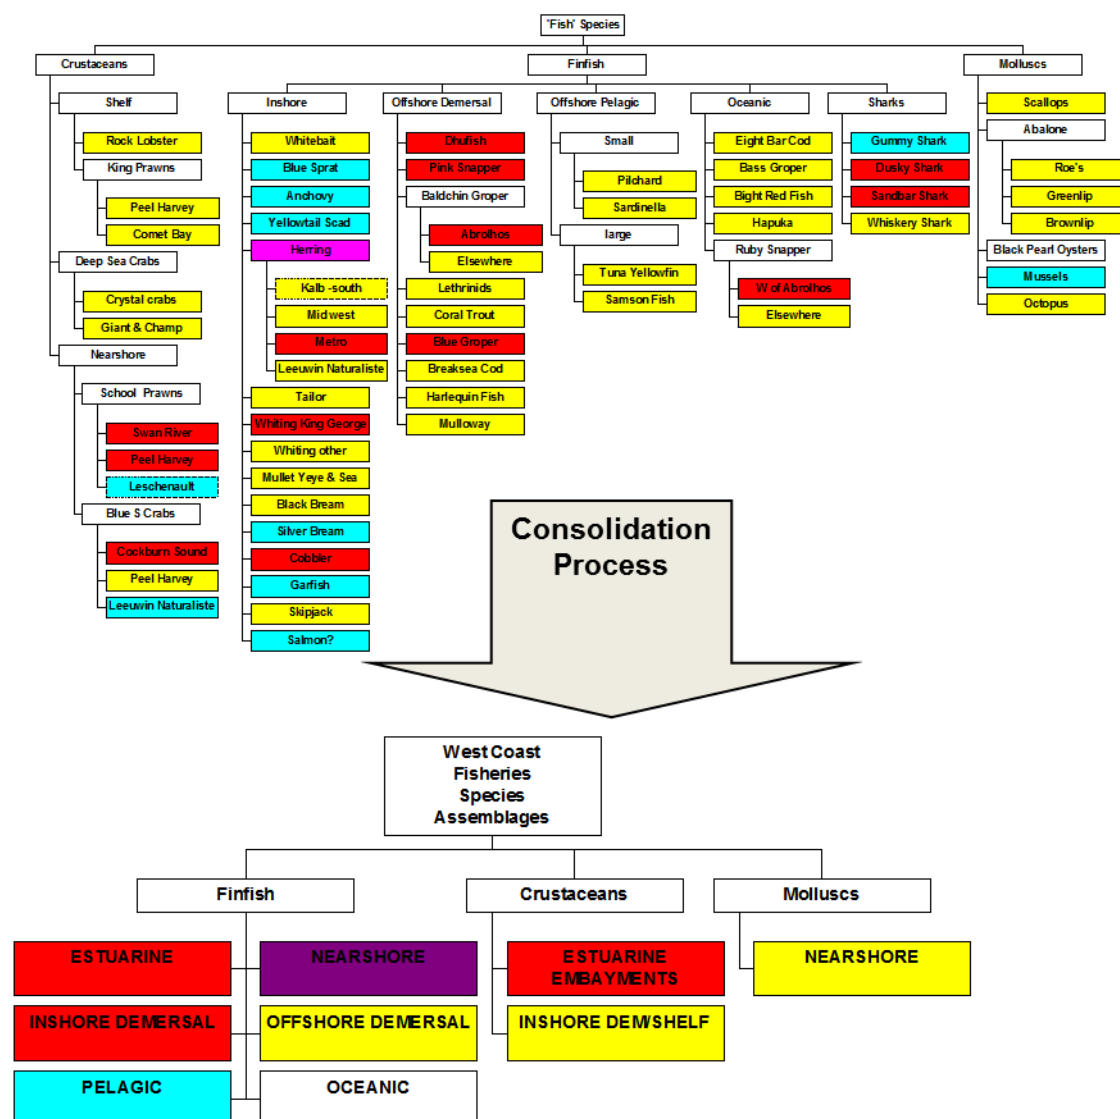 'Fish' Species
Crustaceans
Finfish
Molluscs
Shelf
Rock Lobster
King Prawns
Peel Harvey
Comet Bay
Deep Sea Crabs
Crystal crabs
Giant & Champ
Nearshore
School Prawns
Swan River
Peel Harvey
Leschenault
Blue S Crabs
Cockburn Sound
Peel Harvey
Leeuwin Naturaliste
Inshore
Whitebait
Blue Sprat
Anchovy
Yellowtail Scad
Herring
Kalb -south
Midwest
Metro
Leeuwin Naturaliste
Tailor
Whiting King George
Whiting other
Mullet Yeye & Sea
Black Bream
Silver Bream
Cobbler
Garfish
Skipjack
Salmon?
Offshore Demersal
Dhufish
Pink Snapper
Baldchin Groper
Abrolhos
Elsewhere
Lethrinids
Coral Trout
Blue Groper
Breaksea Cod
Harlequin Fish
Mulloway
Offshore Pelagic
Small
Pilchard
Sardinella
large
Tuna Yellowfin
Samson Fish
Oceanic
Eight Bar Cod
Bass Groper
Bight Red Fish
Hapuka
Ruby Snapper
W of Abrolhos
Elsewhere
Sharks
Gummy Shark
Dusky Shark
Sandbar Shark
Whiskery Shark
Scallops
Abalone
Roe's
Greenlip
Brownlip
Black Pearl Oysters
Mussels
Octopus
Consolidation
Process
West Coast
Fisheries
Species
Assemblages
Finfish
Crustaceans
Molluscs
ESTUARINE
NEARSHORE
INSHORE DEMERSAL
OFFSHORE DEMERSAL
PELAGIC
OCEANIC
ESTUARINE
EMBAYMENTS
INSHORE DEM/SHELF
NEARSHORE